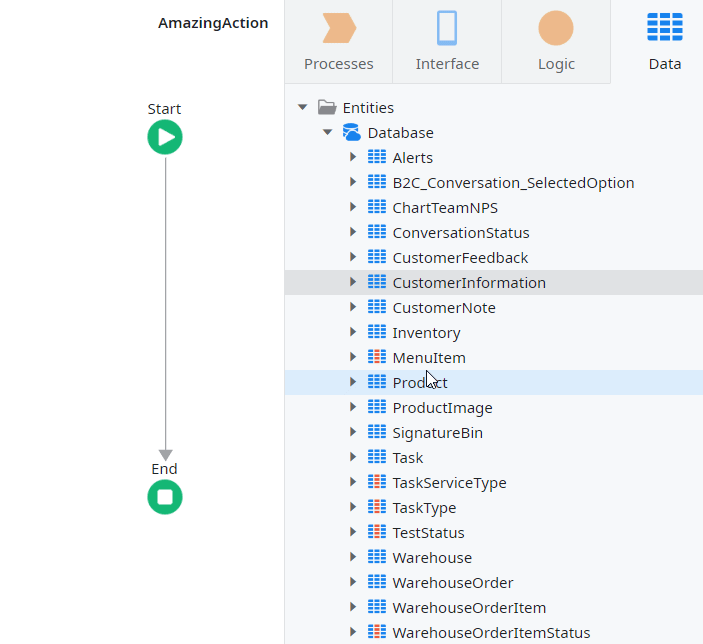 AmazingAction
Start
End
Processes
Interface
Logic
Data
Entities
Database
Alerts
B2C_Conversation_SelectedOption
ChartTeamNPS
ConversationStatus
CustomerFeedback
CustomerInformation
CustomerNote
Inventory
MenuItem
Product
ProductImage
SignatureBin
Task
TaskServiceType
TaskType
TestStatus
Warehouse
WarehouseOrder
WarehouseOrderItem
WarehouseOrderItemStatus